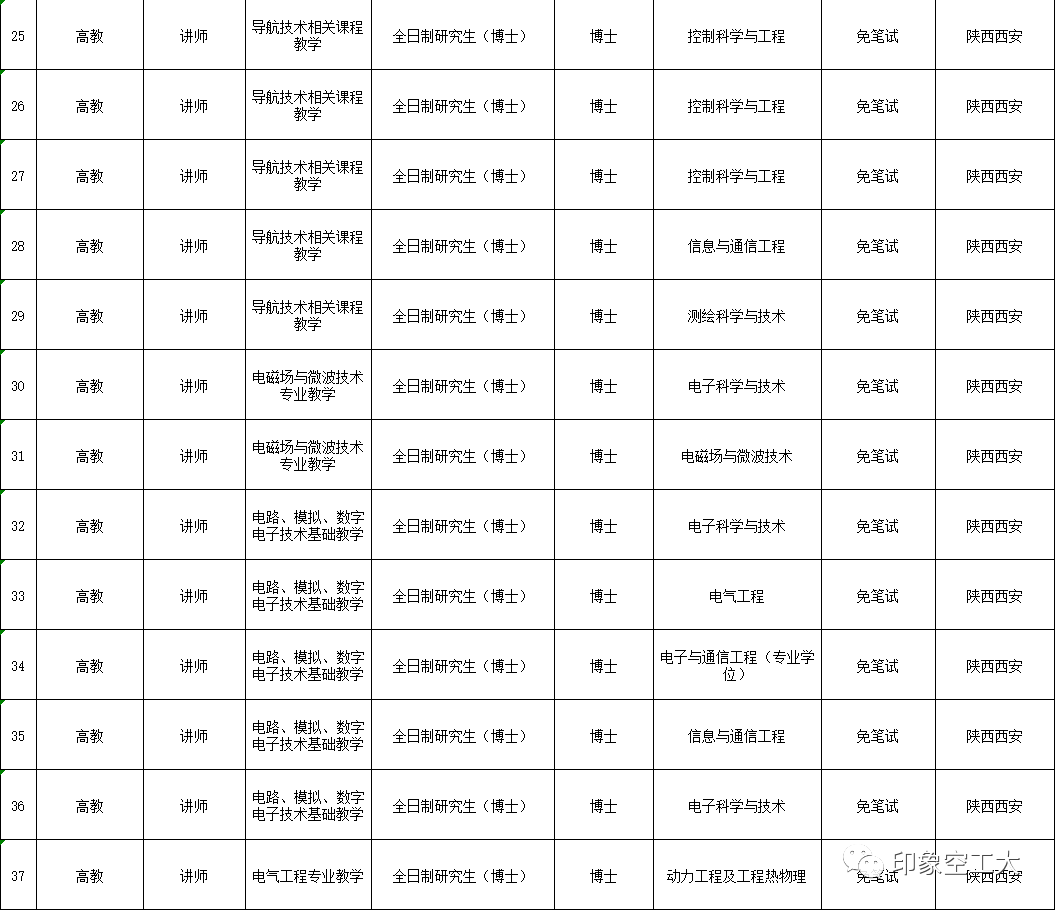 25 高教 讲师 导航技术相关课程教学 全日制研究生（博士） 博士 控制科学与工程 免笔试 陕西西安
26 高教 讲师 导航技术相关课程教学 全日制研究生（博士） 博士 控制科学与工程 免笔试 陕西西安
27 高教 讲师 导航技术相关课程教学 全日制研究生（博士） 博士 控制科学与工程 免笔试 陕西西安
28 高教 讲师 导航技术相关课程教学 全日制研究生（博士） 博士 信息与通信工程 免笔试 陕西西安
29 高教 讲师 导航技术相关课程教学 全日制研究生（博士） 博士 测绘科学与技术 免笔试 陕西西安
30 高教 讲师 电磁场与微波技术专业教学 全日制研究生（博士） 博士 电子科学与技术 免笔试 陕西西安
31 高教 讲师 电磁场与微波技术专业教学 全日制研究生（博士） 博士 电磁场与微波技术 免笔试 陕西西安
32 高教 讲师 电路、模拟、数字电子技术基础教学 全日制研究生（博士） 博士 电子科学与技术 免笔试 陕西西安
33 高教 讲师 电路、模拟、数字电子技术基础教学 全日制研究生（博士） 博士 电气工程 免笔试 陕西西安
34 高教 讲师 电路、模拟、数字电子技术基础教学 全日制研究生（博士） 博士 电子与通信工程（专业学位） 免笔试 陕西西安
35 高教 讲师 电路、模拟、数字电子技术基础教学 全日制研究生（博士） 博士 信息与通信工程 免笔试 陕西西安
36 高教 讲师 电路、模拟、数字电子技术基础教学 全日制研究生（博士） 博士 电子科学与技术 免笔试 陕西西安
37 高教 讲师 电气工程专业教学 全日制研究生（博士） 博士 动力工程及工程热物理 免笔试 陕西西安
印象空工大